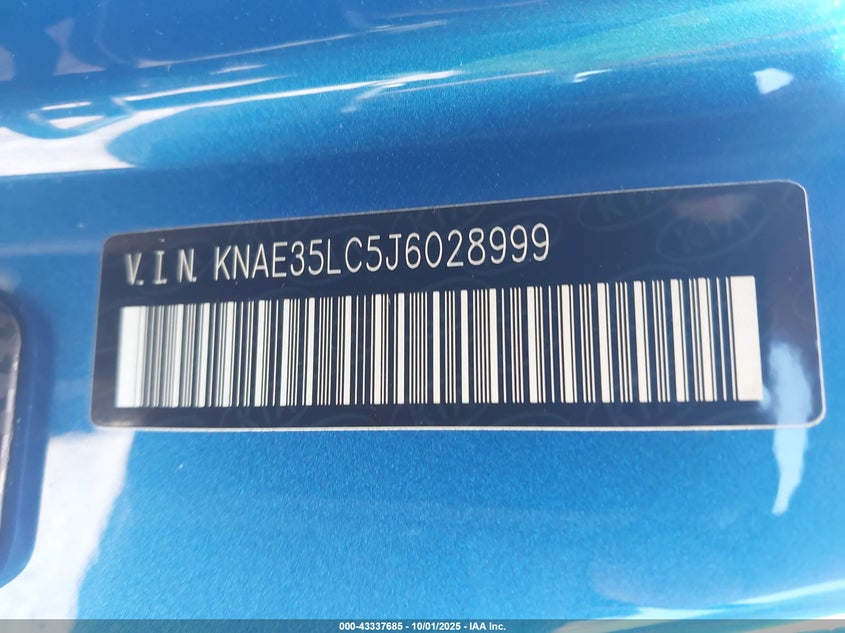 V.I.N. KNAE35LC5J6028999
000-43337685 - 10/01/2025 - IAA Inc.